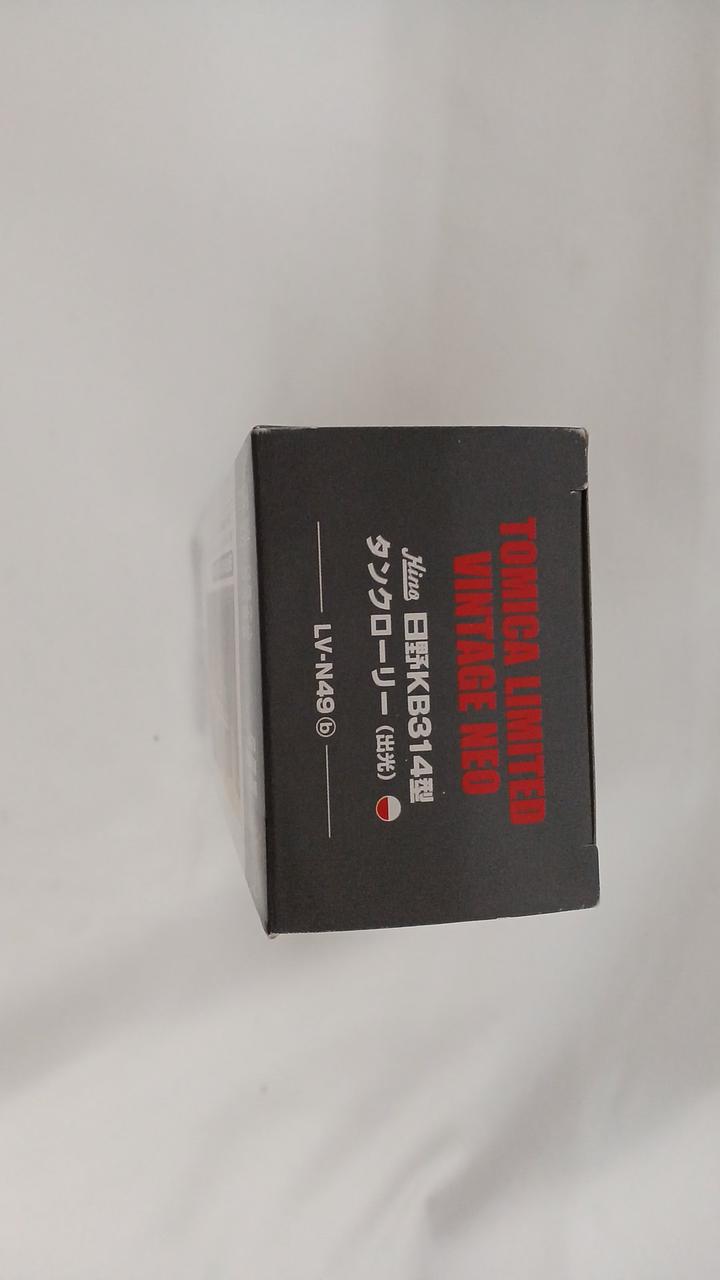 TOMICA LIMITED
VINTAGE NEO
Hino 日野KB314型
タンクローリー（出光）
LV-N49 ⓑ